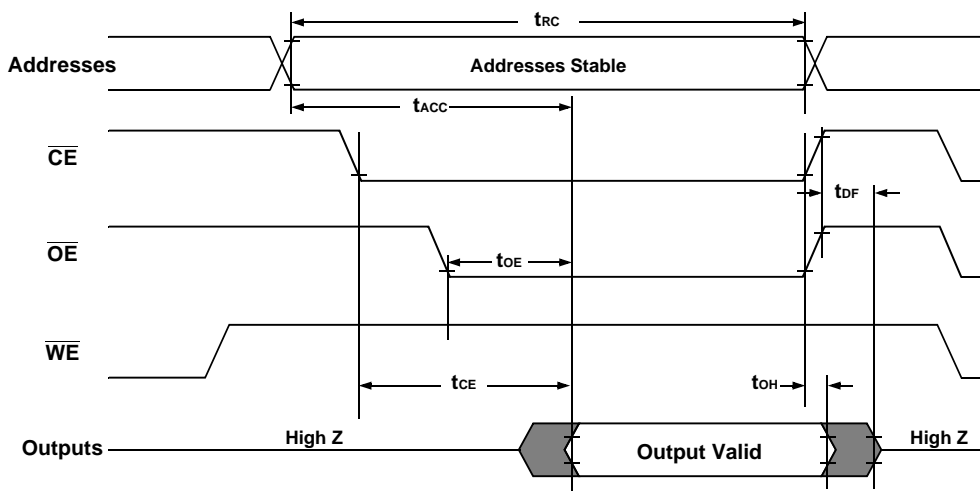 tRC
Addresses
Addresses Stable
tACC
CE
tDF
OE
tOE
WE
tCE
tOH
Outputs
High Z
Output Valid
High Z